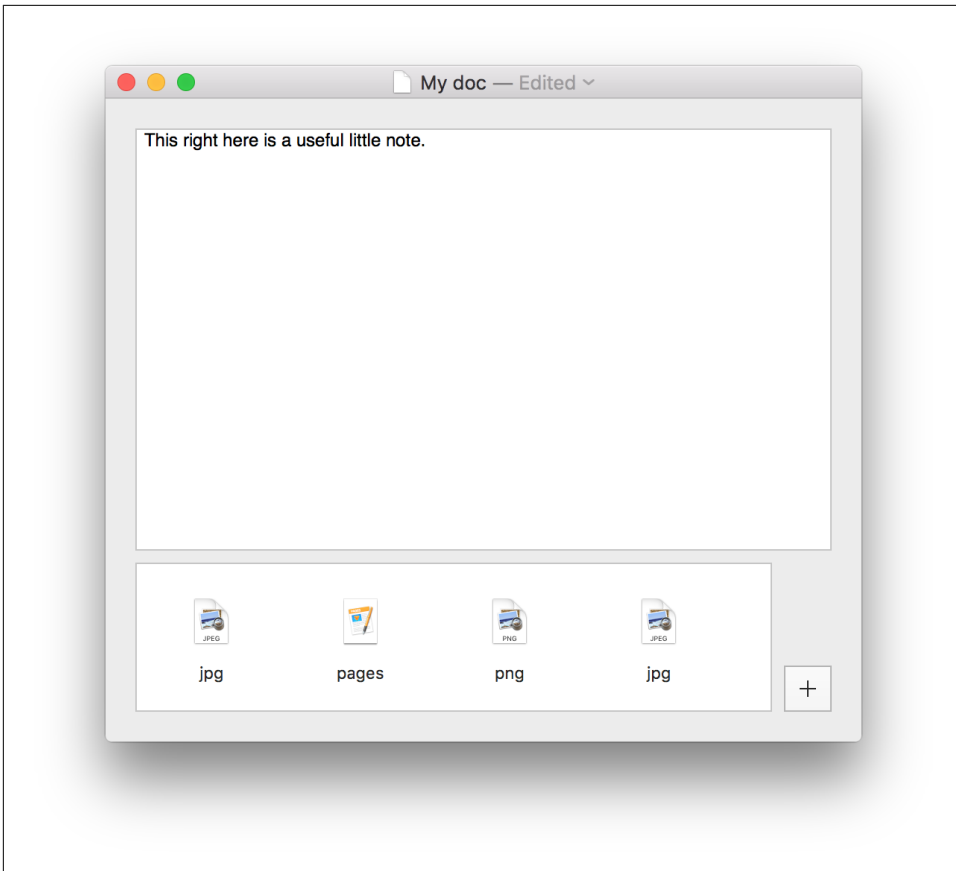 My doc — Edited
This right here is a useful little note.
JPEG PNG JPEG
jpg pages png jpg
+